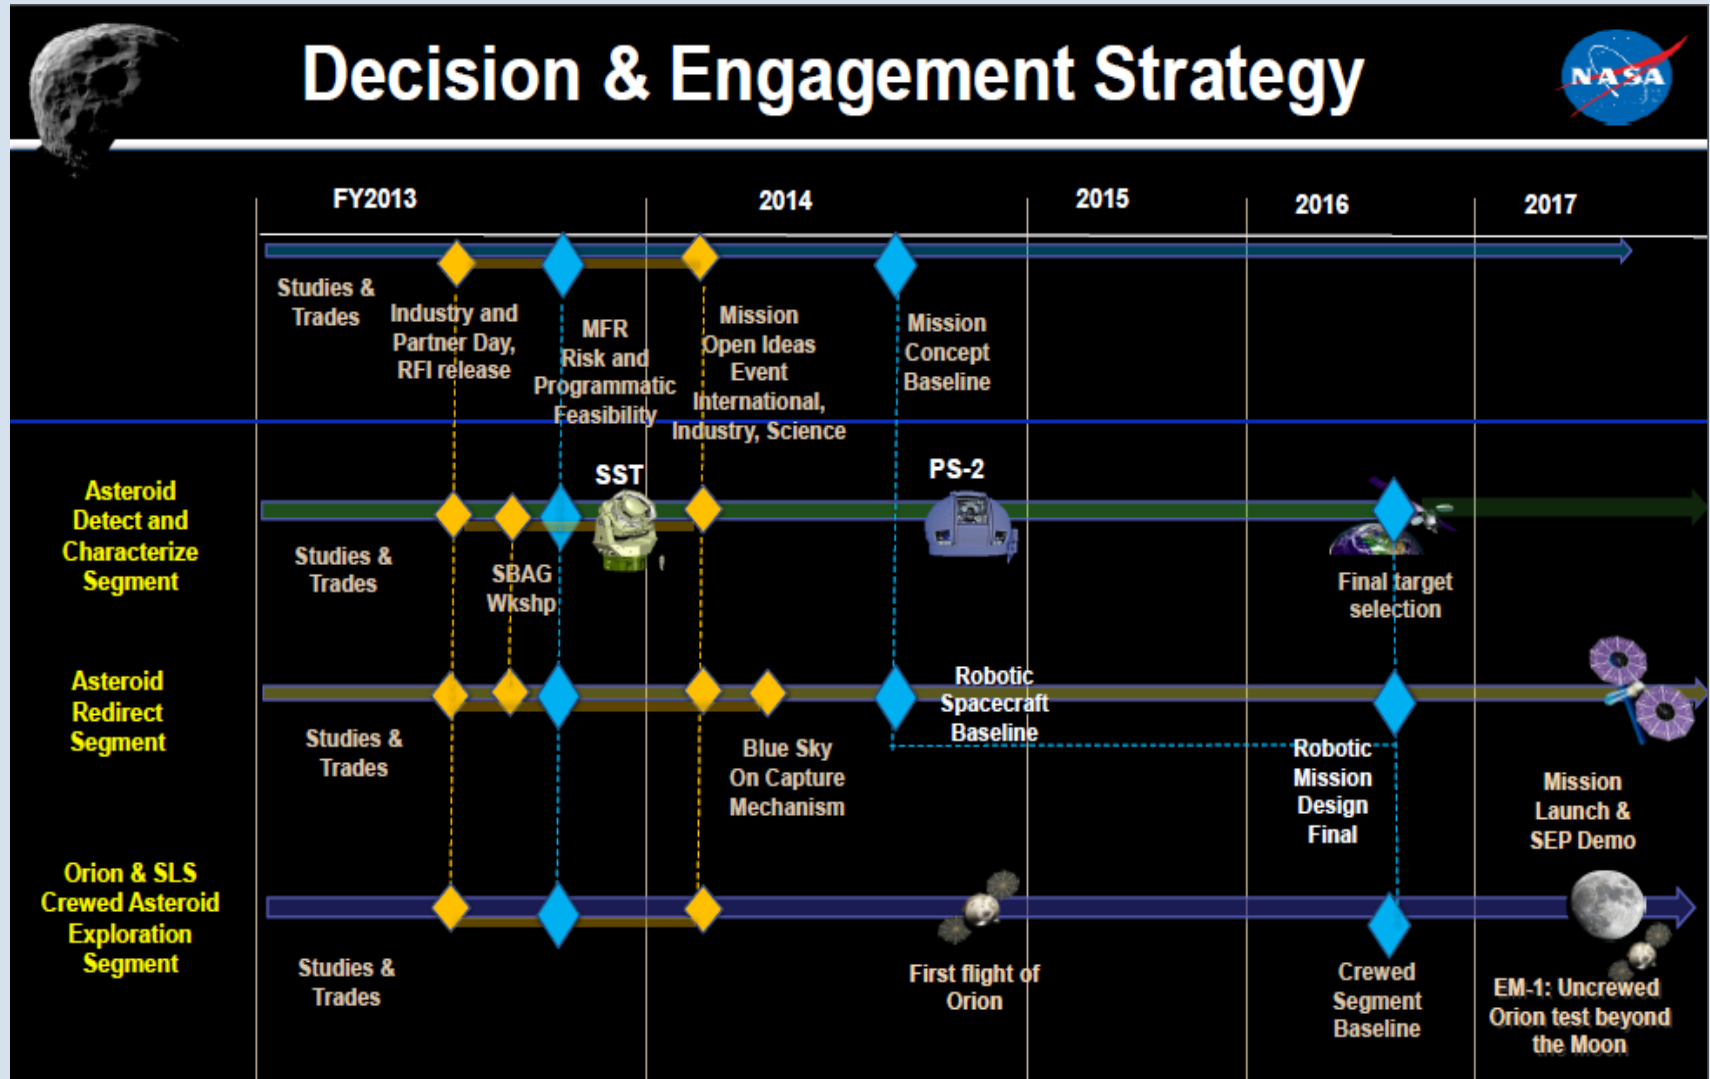 Decision & Engagement Strategy
NASA
FY2013
2014
2015
2016
2017
Studies &
Trades
Industry and
Partner Day,
RFI release
MFR
Risk and
Programmatic
Feasibility
Mission
Open Ideas
Event
International,
Industry, Science
Mission
Concept
Baseline
Asteroid
Detect and
Characterize
Segment
Studies &
Trades
SBAG
Wkshp
SST
PS-2
Final target
selection
Asteroid
Redirect
Segment
Studies &
Trades
Blue Sky
On Capture
Mechanism
Robotic
Spacecraft
Baseline
Robotic
Mission
Design
Final
Mission
Launch &
SEP Demo
Orion & SLS
Crewed Asteroid
Exploration
Segment
Studies &
Trades
First flight of
Orion
Crewed
Segment
Baseline
EM-1: Uncrewed
Orion test beyond
the Moon